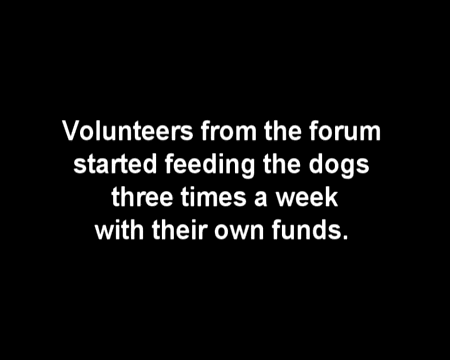 Volunteers from the forum
started feeding the dogs
three times a week
with their own funds.